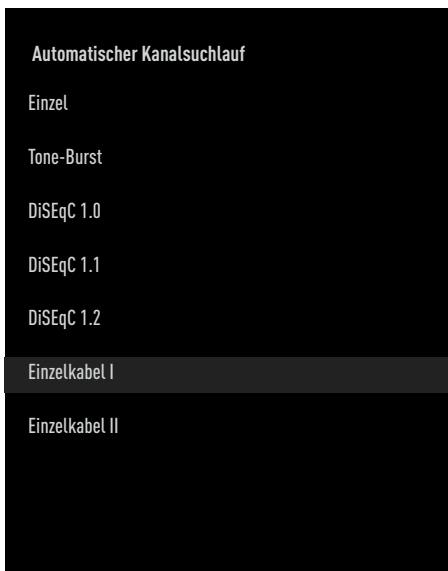 Automatischer Kanalsuchlauf
Einzel
Tone-Burst
DiSEqC 1.0
DiSEqC 1.1
DiSEqC 1.2
Einzelkabel I
Einzelkabel II